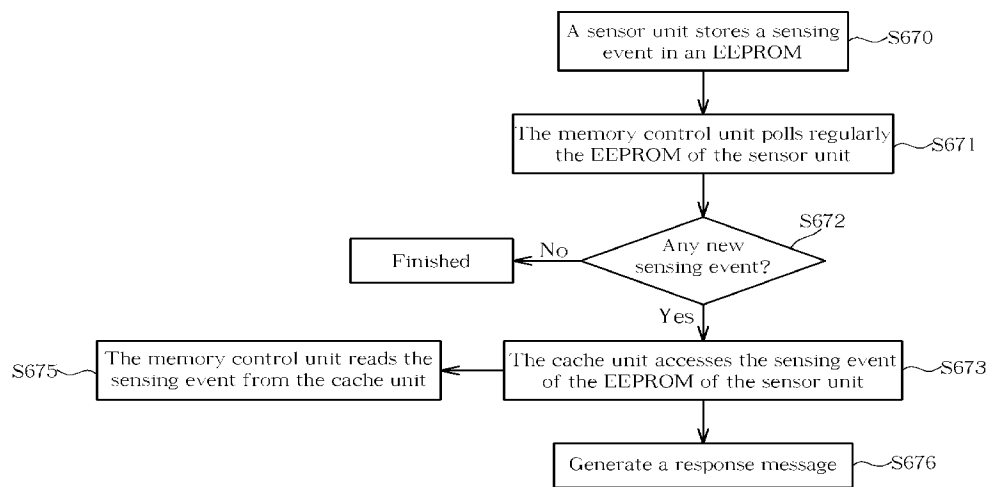 A sensor unit stores a sensing
event in an EEPROM
S670
The memory control unit polls regularly
the EEPROM of the sensor unit
S671
S672
Any new
sensing event?
No
Finished
Yes
S675
The memory control unit reads the
sensing event from the cache unit
The cache unit accesses the sensing event
of the EEPROM of the sensor unit
S673
Generate a response message
S676